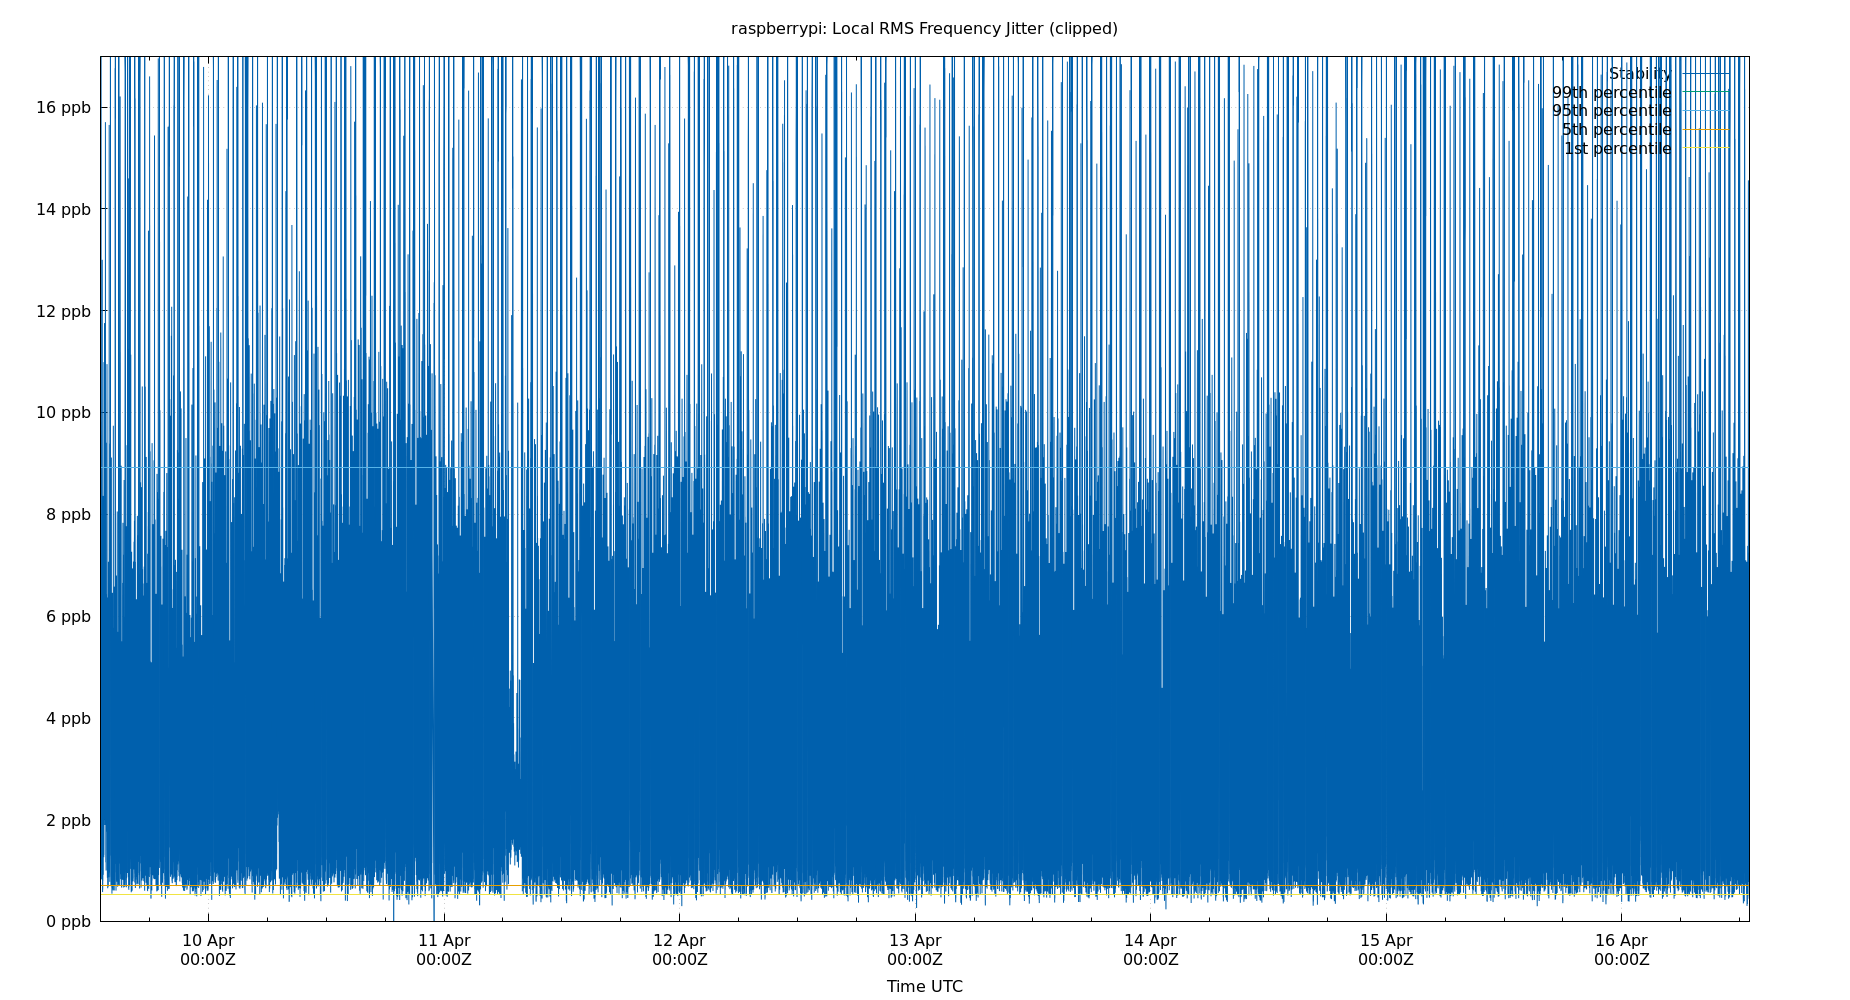 raspberrypi: Local RMS Frequency Jitter (clipped)
Stability
99th percentile
95th percentile
5th percentile
1st percentile
16 ppb
14 ppb
12 ppb
10 ppb
8 ppb
6 ppb
4 ppb
2 ppb
0 ppb
10 Apr 11 Apr 12 Apr 13 Apr 14 Apr 15 Apr 16 Apr
00:00Z 00:00Z 00:00Z 00:00Z 00:00Z 00:00Z 00:00Z
Time UTC